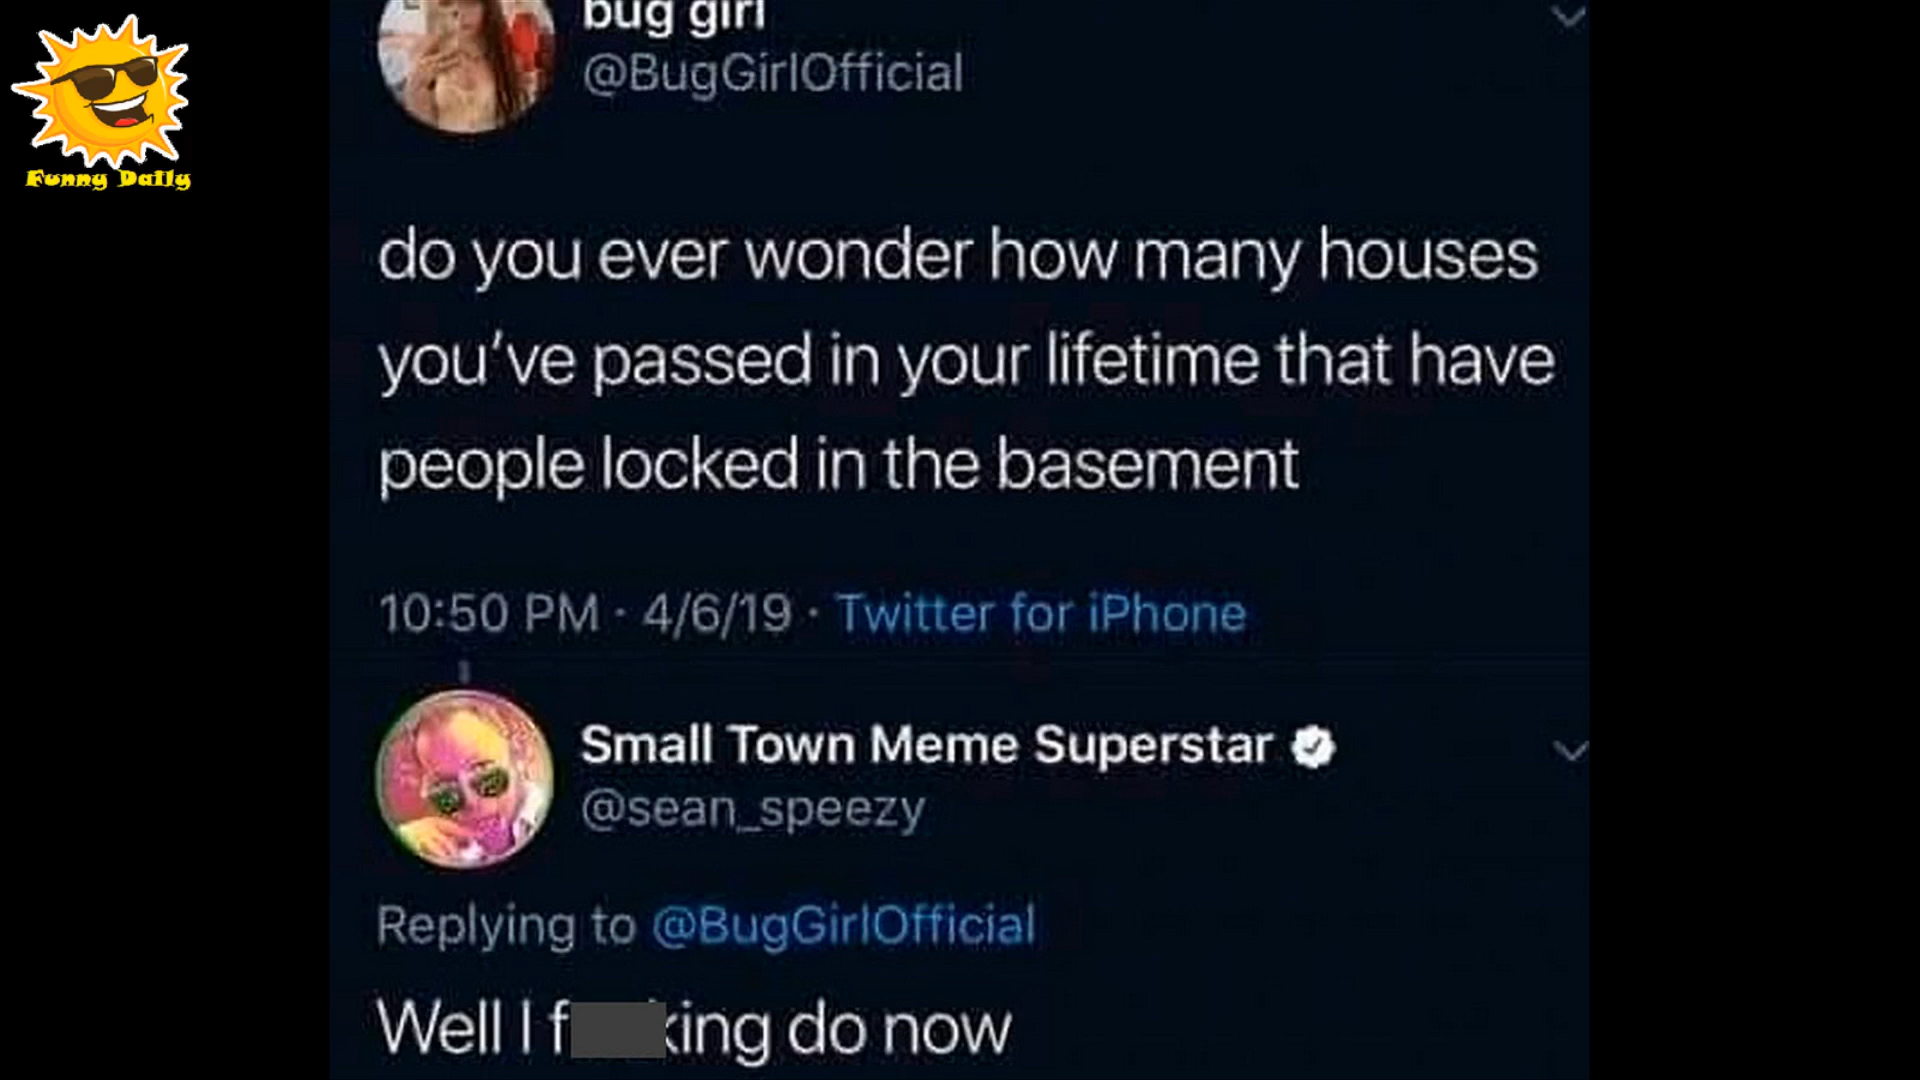 Funny Daily
bug girl
@BugGirlOfficial
do you ever wonder how many houses
you've passed in your lifetime that have
people locked in the basement
10:50 PM · 4/6/19 · Twitter for iPhone
Small Town Meme Superstar
@sean_speezy
Replying to @BugGirlOfficial
Well I f king do now